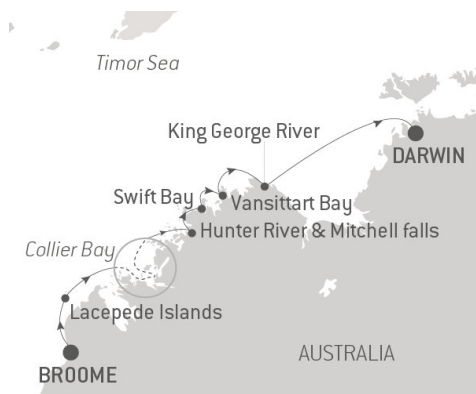 Timor Sea
King George River
DARWIN
Swift Bay
Vansittart Bay
Hunter River & Mitchell falls
Collier Bay
Lacepede Islands
AUSTRALIA
BROOME